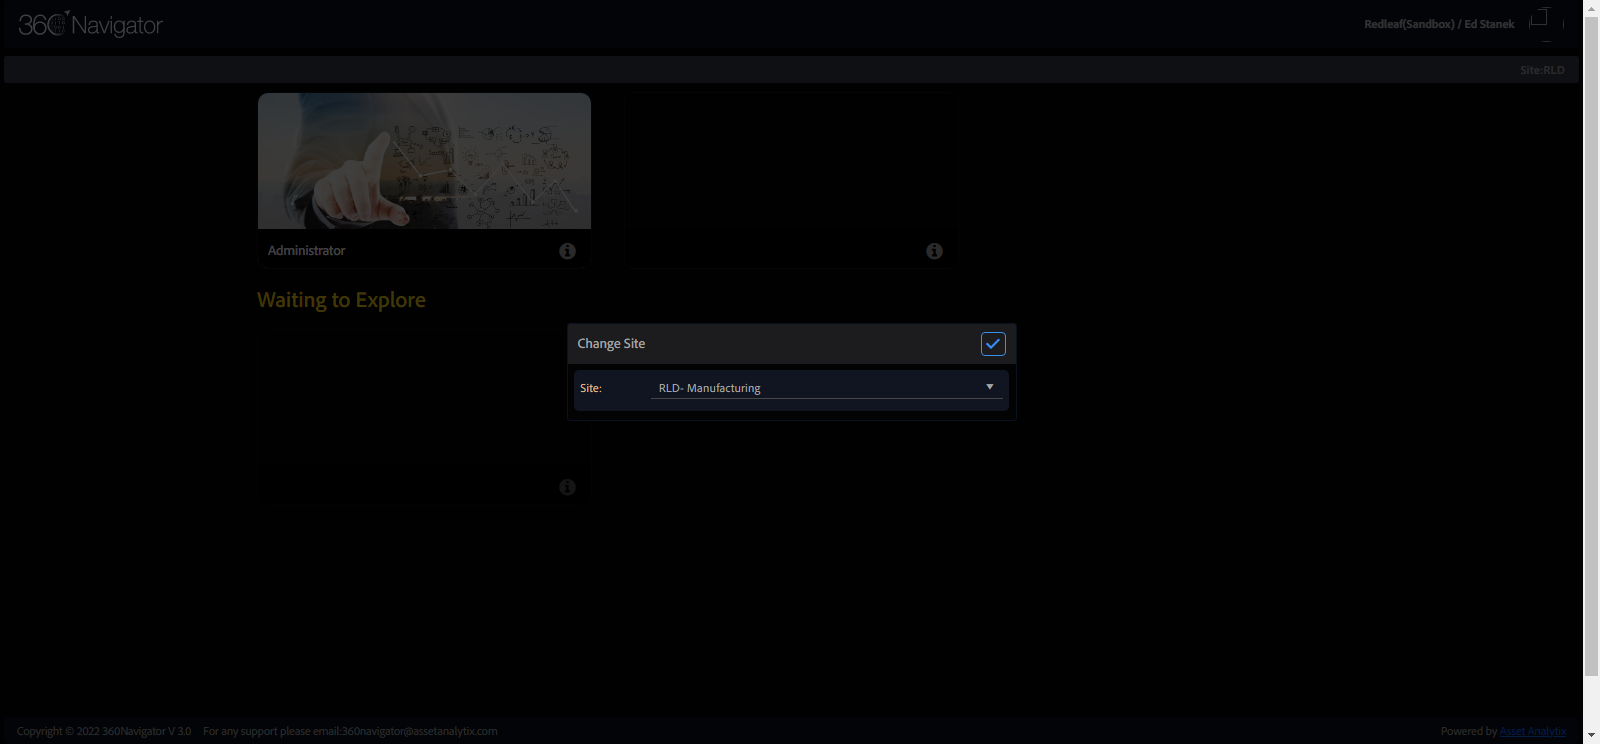 360 Navigator
Redleaf(Sandbox) / Ed Stanek
Site:RLD
Administrator
Waiting to Explore
Change Site
Site:
RLD- Manufacturing
Copyright © 2022 360Navigator V 3.0
For any support please email:360navigator@assetanalytix.com
Powered by Asset Analytix